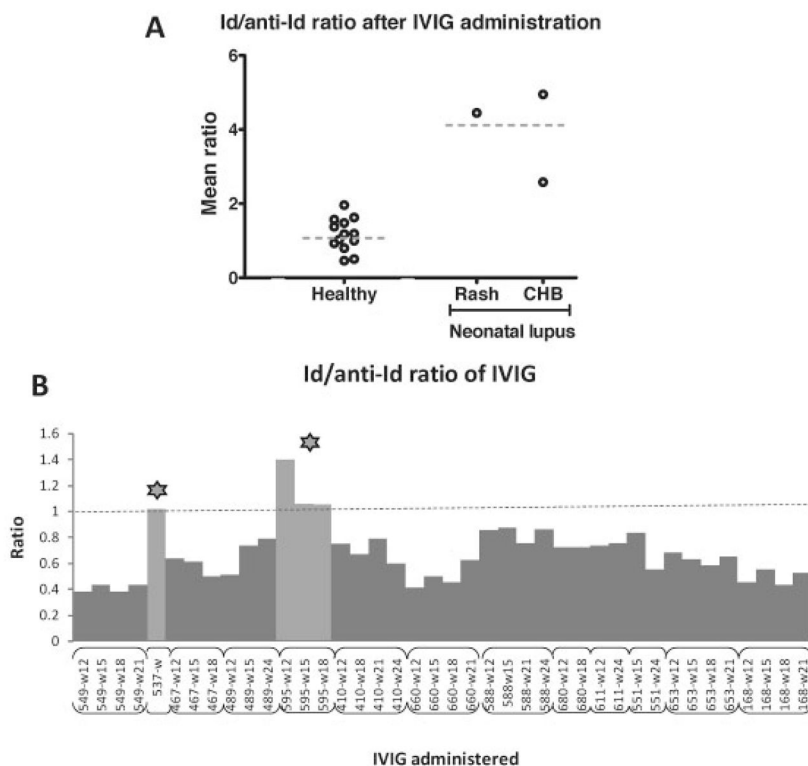 A
Id/anti-Id ratio after IVIG administration
Mean ratio
6
4
2
0
Healthy
Rash
CHB
Neonatal lupus
B
Id/anti-Id ratio of IVIG
Ratio
1.6
1.4
1.2
1
0.8
0.6
0.4
0.2
0
549-w12
549-w15
549-w18
549-w21
537-w
467-w12
467-w15
467-w18
489-w12
489-w15
489-w24
595-w12
595-w15
595-w18
410-w12
410-w18
410-w21
410-w24
660-w12
660-w15
660-w18
660-w21
588-w12
588w15
588-w21
588-w24
680-w12
680-w18
611-w12
611-w24
551-w15
551-w24
653-w12
653-w15
653-w18
653-w21
168-w12
168-w15
168-w18
168-w21
IVIG administered